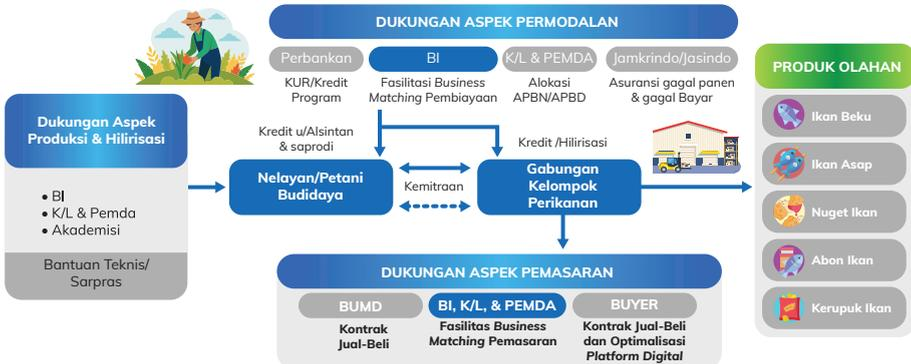 DUKUNGAN ASPEK PERMODALAN
Perbankan
KUR/Kredit
Program
BI
Fasilitasi Business
Matching Pembiayaan
K/L & PEMDA
Alokasi
APBN/APBD
Jamkrindo/Jasindo
Asuransi gagal panen
& gagal Bayar
Dukungan Aspek
Produksi & Hilirisasi
• BI
• K/L & Pemda
• Akademisi
Bantuan Teknis/
Sarpras
Kredit u/Alsintan
& saprodi
Nelayan/Petani
Budidaya
Kemitraan
Kredit /Hilirisasi
Gabungan
Kelompok
Perikanan
DUKUNGAN ASPEK PEMASARAN
BUMD
Kontrak
Jual-Beli
BI, K/L, & PEMDA
Fasilitas Business
Matching Pemasaran
BUYER
Kontrak Jual-Beli
dan Optimalisasi
Platform Digital
PRODUK OLAHAN
Ikan Beku
Ikan Asap
Nuget Ikan
Abon Ikan
Kerupuk Ikan